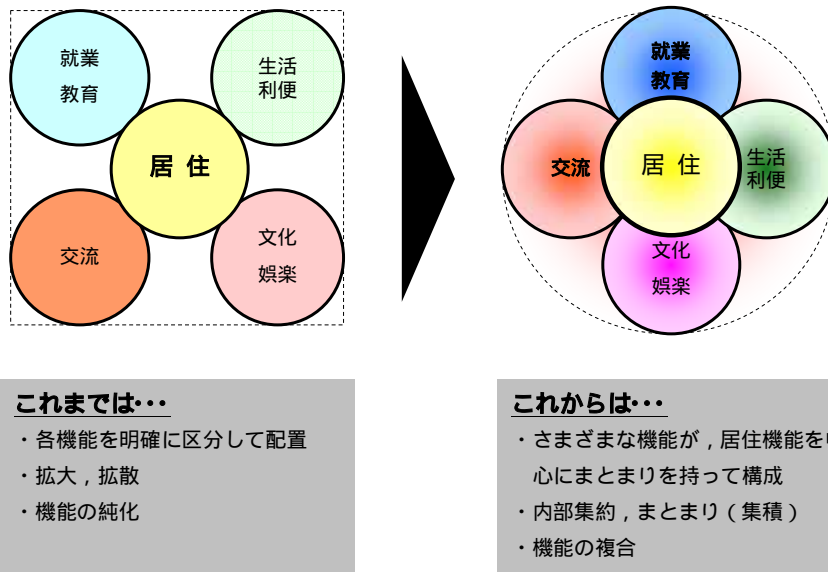 就業
教育
生活
利便
居 住
交流
文化
娯楽
就業
教育
交流
居 住
生活
利便
文化
娯楽
これまでは･･･
・各機能を明確に区分して配置
・拡大，拡散
・機能の純化
これからは･･･
・さまざまな機能が，居住機能を
心にまとまりを持って構成
・内部集約，まとまり（集積）
・機能の複合